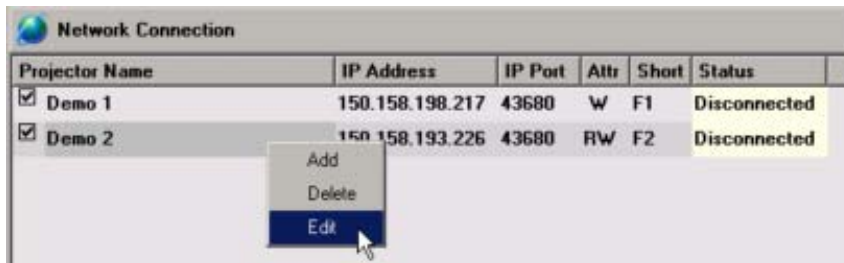 Network Connection
Projector Name IP Address IP Port Attr Short Status
Demo 1 150.158.198.217 43680 W F1 Disconnected
Demo 2 150.158.193.226 43680 RW F2 Disconnected
Add
Delete
Edit